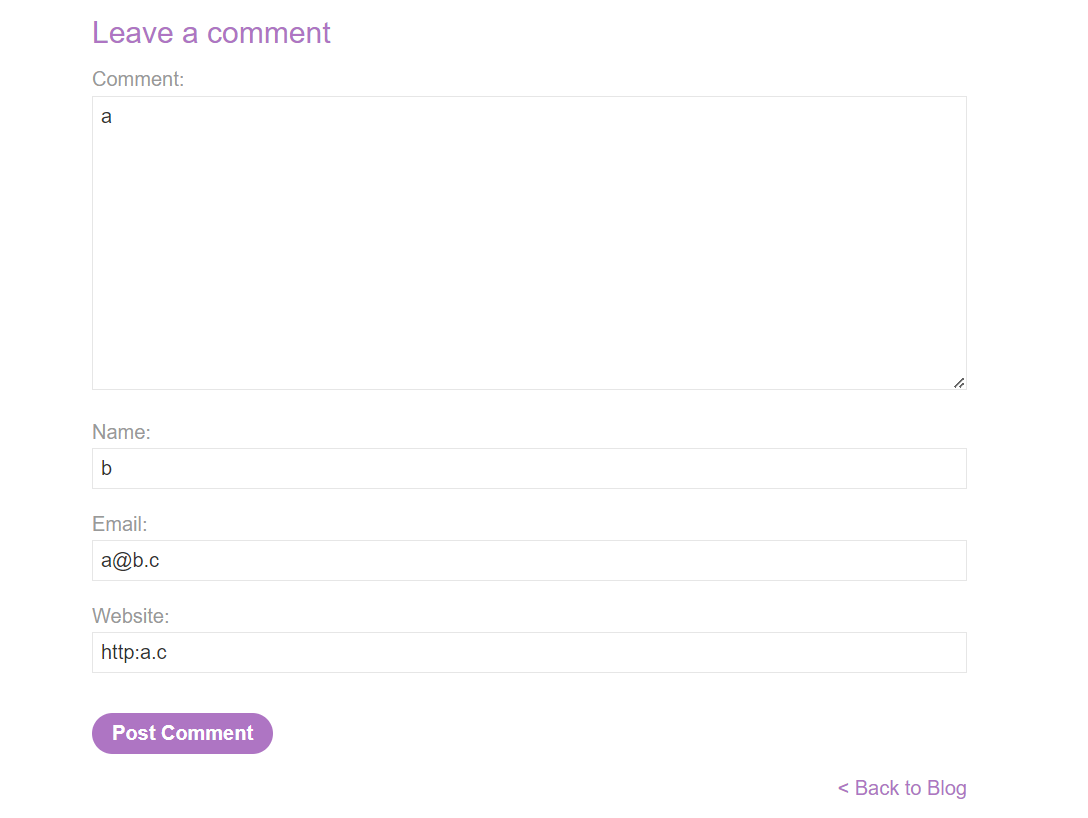 Leave a comment
Comment:
a
Name:
b
Email:
a@b.c
Website:
http:a.c
Post Comment
< Back to Blog